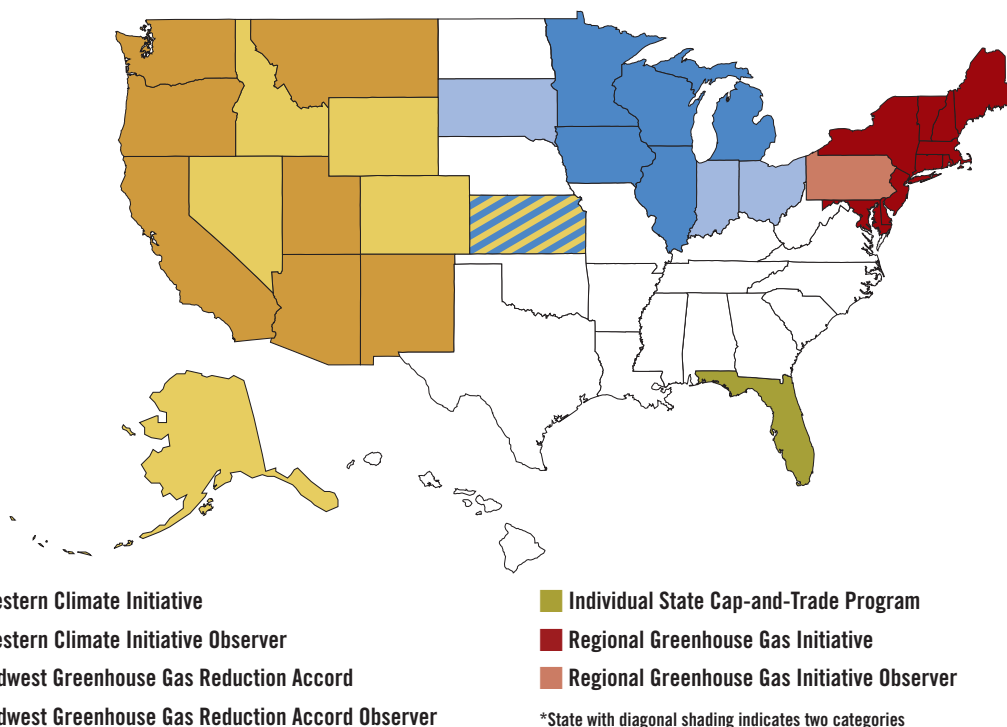 estern Climate Initiative
estern Climate Initiative Observer
dwest Greenhouse Gas Reduction Accord
dwest Greenhouse Gas Reduction Accord Observer
Individual State Cap-and-Trade Program
Regional Greenhouse Gas Initiative
Regional Greenhouse Gas Initiative Observer
*State with diagonal shading indicates two categories